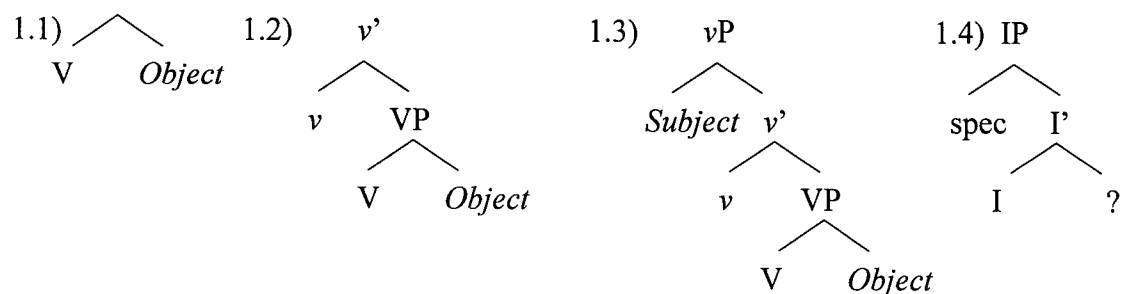 1.1) 1.2) v’ 1.3) vP 1.4) IP
V Object v VP Subject v’ spec I’
V Object v VP I ?
V Object